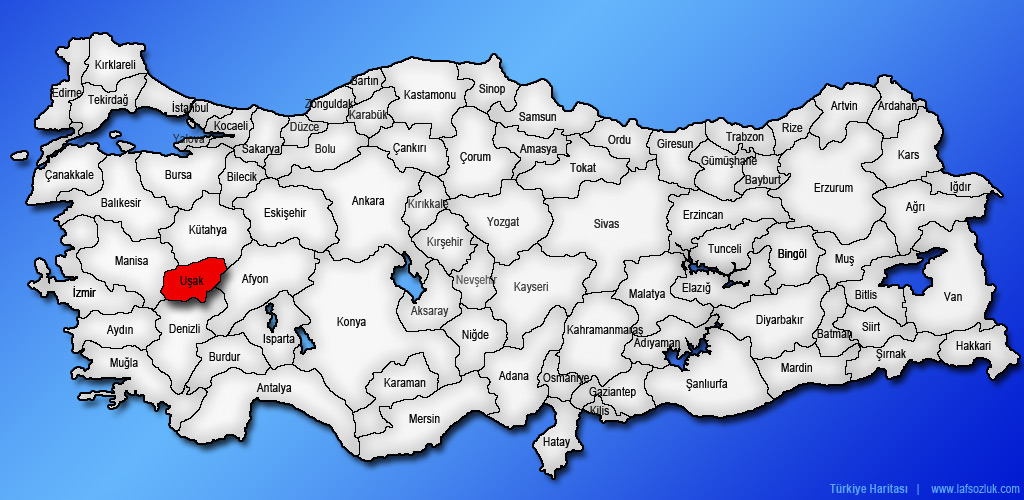 Kırklareli
Edirne
Tekirdağ
İstanbul
Kocaeli
Yalova
Sakarya
Düzce
Zonguldak
Bartın
Karabük
Kastamonu
Sinop
Samsun
Bolu
Çankırı
Çorum
Amasya
Tokat
Ordu
Giresun
Trabzon
Gümüşhane
Bayburt
Rize
Artvin
Ardahan
Kars
Iğdır
Ağrı
Erzurum
Erzincan
Çanakkale
Balıkesir
Bursa
Bilecik
Eskişehir
Ankara
Kırıkkale
Kırşehir
Yozgat
Sivas
Kütahya
Manisa
Uşak
Afyon
İzmir
Aydın
Denizli
Muğla
Burdur
Isparta
Antalya
Konya
Aksaray
Nevşehir
Kayseri
Niğde
Karaman
Mersin
Adana
Osmaniye
Hatay
Kilis
Gaziantep
Kahramanmaraş
Malatya
Adıyaman
Şanlıurfa
Elazığ
Tunceli
Bingöl
Muş
Bitlis
Van
Diyarbakır
Batman
Siirt
Mardin
Şırnak
Hakkari
Türkiye Haritası | www.lafsozluk.com